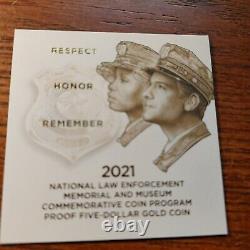 RESPECT
HONOR
REMEMBER
2021
NATIONAL LAW ENFORCEMENT
MEMORIAL AND MUSEUM
COMMEMORATIVE COIN PROGRAM
PROOF FIVE-DOLLAR GOLD COIN